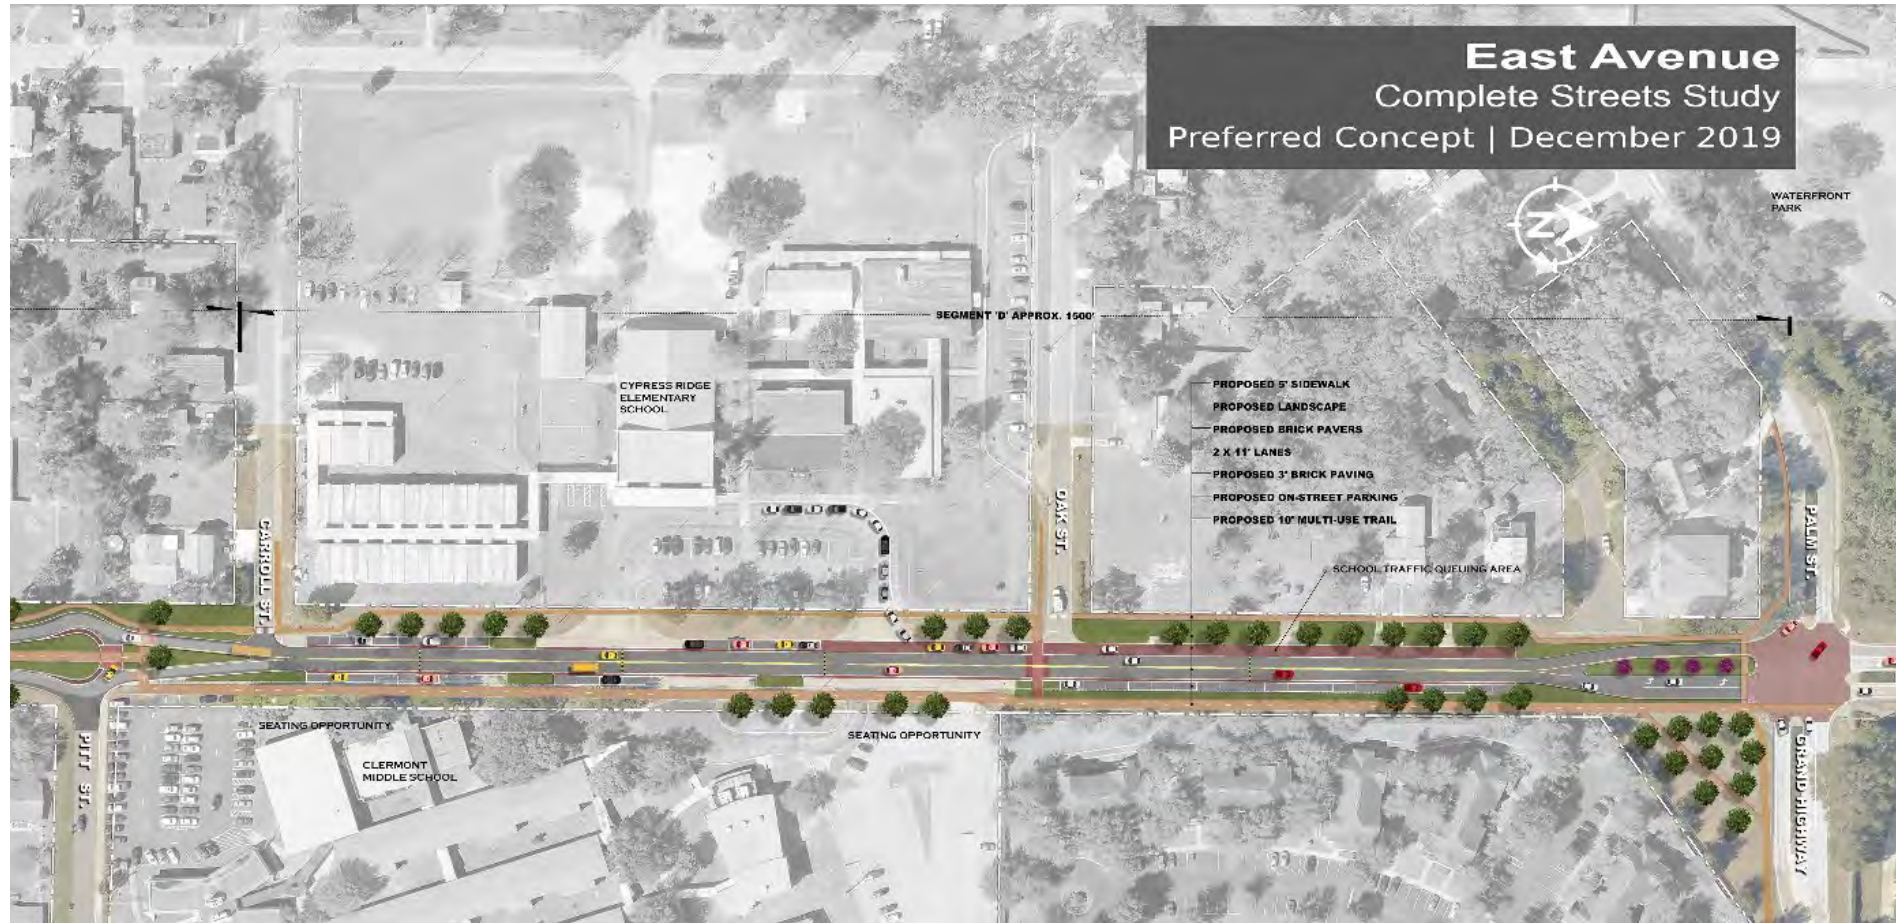 East Avenue
Complete Streets Study
Preferred Concept | December 2019
WATERFRONT
PARK
N
SEGMENT 'D' APPROX. 1500'
CYPRESS RIDGE
ELEMENTARY
SCHOOL
PROPOSED 5' SIDEWALK
PROPOSED LANDSCAPE
PROPOSED BRICK PAVERS
2 X 11' LANES
PROPOSED 3' BRICK PAVING
PROPOSED ON-STREET PARKING
PROPOSED 10' MULTI-USE TRAIL
SCHOOL TRAFFIC QUEUING AREA
CARROLL ST.
OAK ST.
PALM ST.
SEATING OPPORTUNITY
SEATING OPPORTUNITY
CLERMONT
MIDDLE SCHOOL
PITT ST.
GRAND HIGHWAY